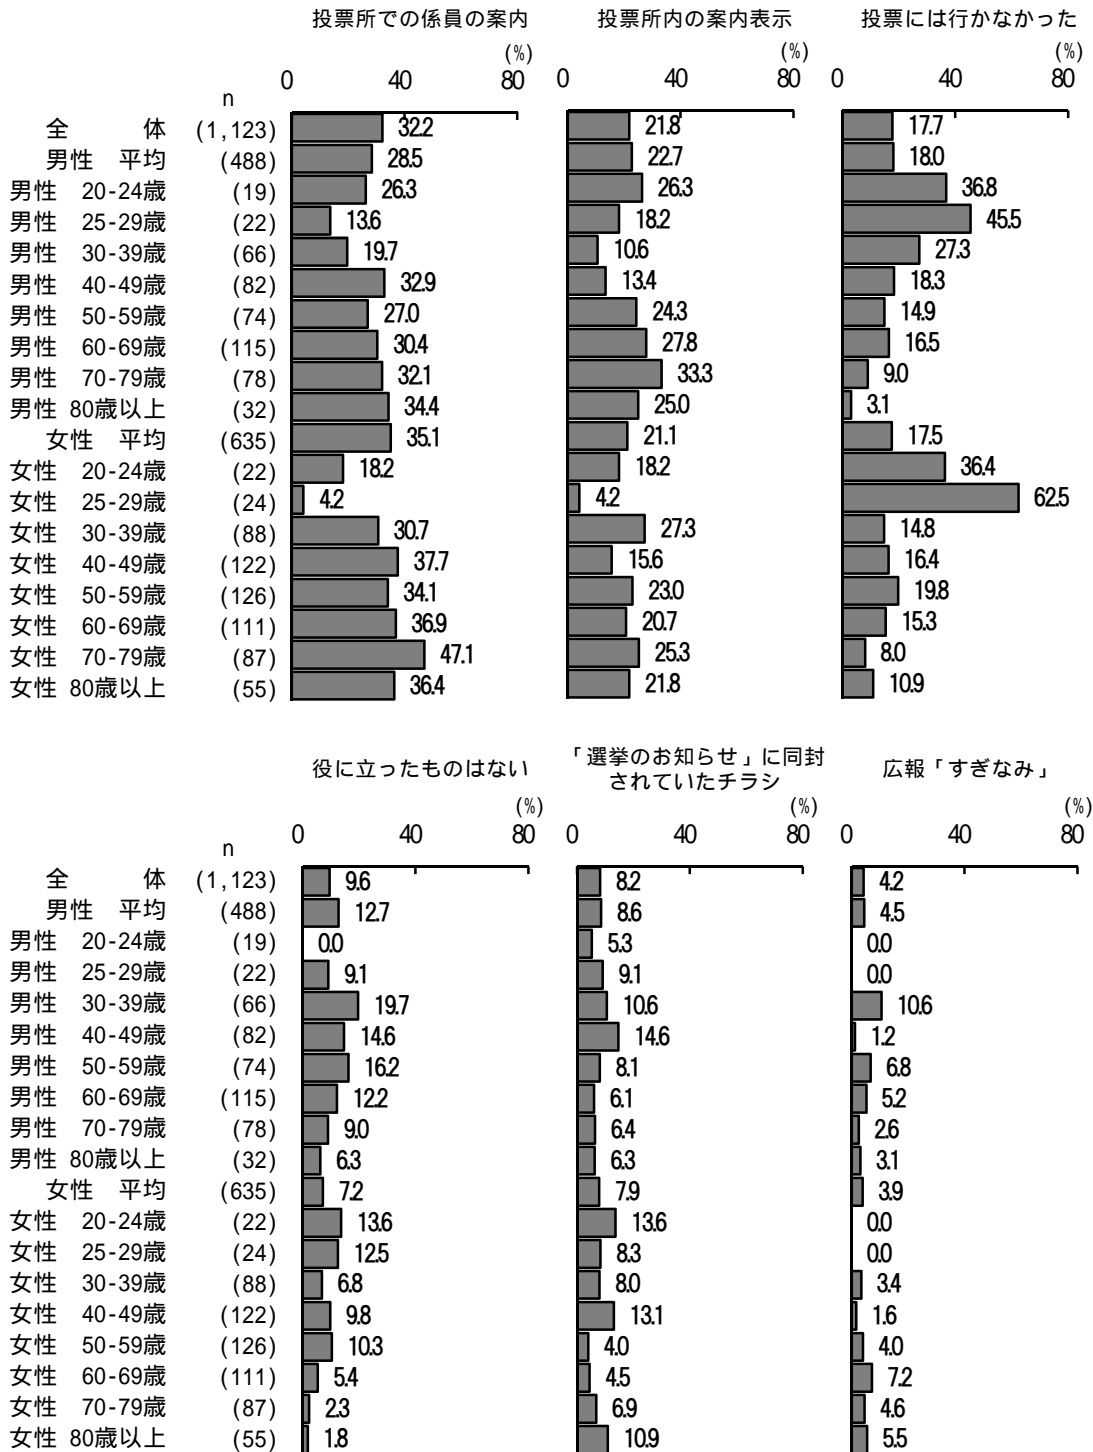 投票所での係員の案内 投票所内の案内表示 投票には行かなかった
(%) (%) (%)
0 40 80 0 40 80 0 40 80
n
全 体 (1,123) 32.2 21.8 17.7
男性 平均 (488) 28.5 22.7 18.0
男性 20-24歳 (19) 26.3 26.3 36.8
男性 25-29歳 (22) 13.6 18.2 45.5
男性 30-39歳 (66) 19.7 10.6 27.3
男性 40-49歳 (82) 32.9 13.4 18.3
男性 50-59歳 (74) 27.0 24.3 14.9
男性 60-69歳 (115) 30.4 27.8 16.5
男性 70-79歳 (78) 32.1 33.3 9.0
男性 80歳以上 (32) 34.4 25.0 3.1
女性 平均 (635) 35.1 21.1 17.5
女性 20-24歳 (22) 18.2 18.2 36.4
女性 25-29歳 (24) 4.2 4.2 62.5
女性 30-39歳 (88) 30.7 27.3 14.8
女性 40-49歳 (122) 37.7 15.6 16.4
女性 50-59歳 (126) 34.1 23.0 19.8
女性 60-69歳 (111) 36.9 20.7 15.3
女性 70-79歳 (87) 47.1 25.3 8.0
女性 80歳以上 (55) 36.4 21.8 10.9
役に立ったものはない 「選挙のお知らせ」に同封 広報「すぎなみ」
されていたチラシ
(%) (%) (%)
0 40 80 0 40 80 0 40 80
n
全 体 (1,123) 9.6 8.2 4.2
男性 平均 (488) 12.7 8.6 4.5
男性 20-24歳 (19) 0.0 5.3 0.0
男性 25-29歳 (22) 9.1 9.1 0.0
男性 30-39歳 (66) 19.7 10.6 10.6
男性 40-49歳 (82) 14.6 14.6 1.2
男性 50-59歳 (74) 16.2 8.1 6.8
男性 60-69歳 (115) 12.2 6.1 5.2
男性 70-79歳 (78) 9.0 6.4 2.6
男性 80歳以上 (32) 6.3 6.3 3.1
女性 平均 (635) 7.2 7.9 3.9
女性 20-24歳 (22) 13.6 13.6 0.0
女性 25-29歳 (24) 12.5 8.3 0.0
女性 30-39歳 (88) 6.8 8.0 3.4
女性 40-49歳 (122) 9.8 13.1 1.6
女性 50-59歳 (126) 10.3 4.0 4.0
女性 60-69歳 (111) 5.4 4.5 7.2
女性 70-79歳 (87) 2.3 6.9 4.6
女性 80歳以上 (55) 1.8 10.9 5.5